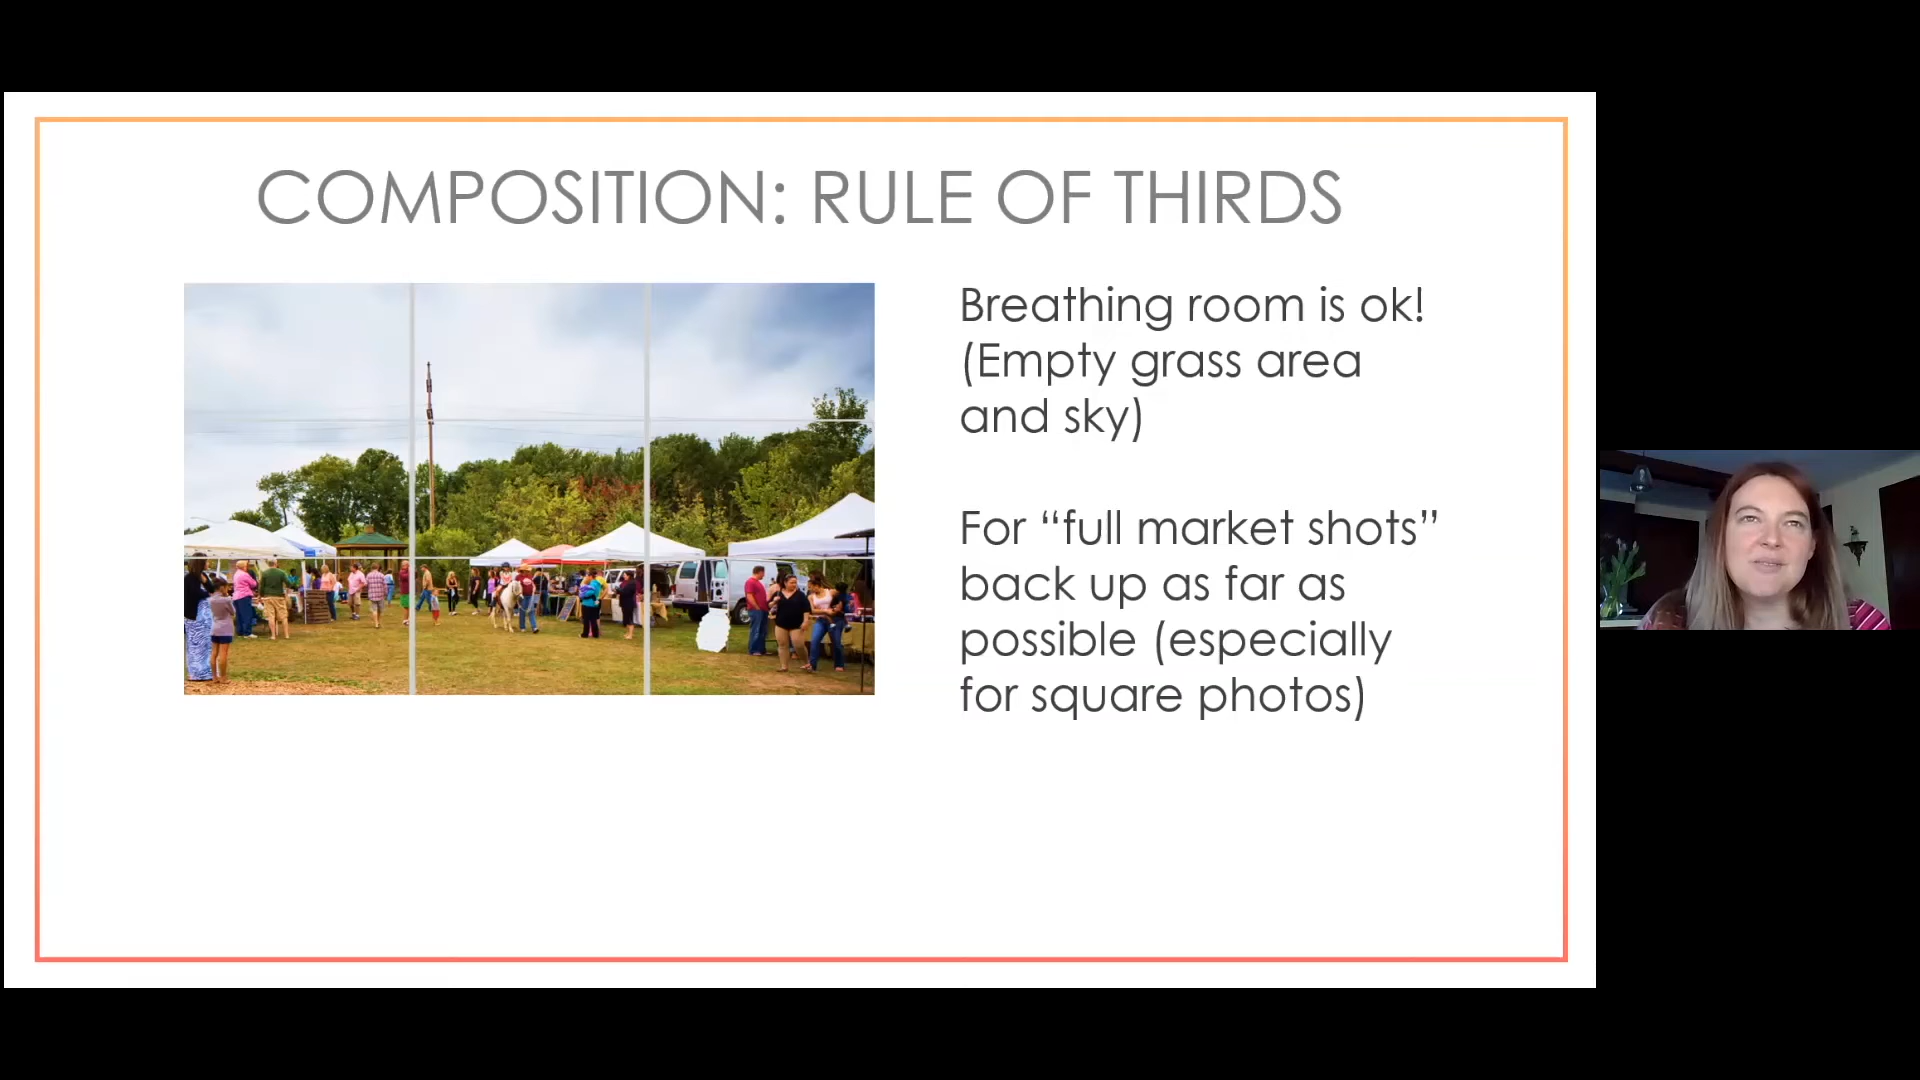 COMPOSITION: RULE OF THIRDS
Breathing room is ok!
(Empty grass area
and sky)
For “full market shots”
back up as far as
possible (especially
for square photos)